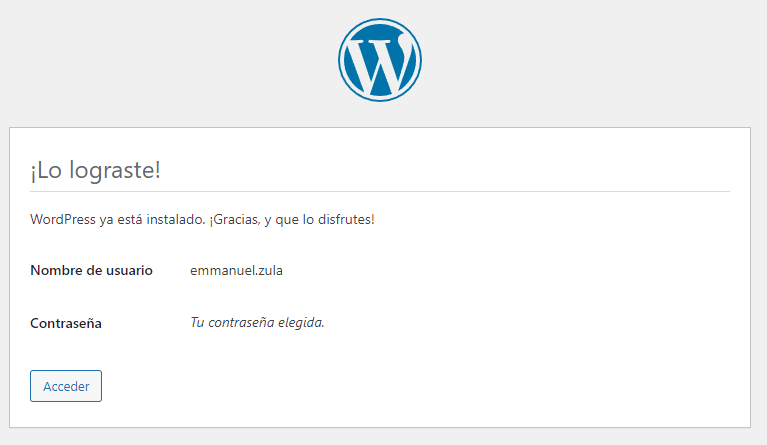 ¡Lo lograste!
WordPress ya está instalado. ¡Gracias, y que lo disfrutes!
Nombre de usuario emmanuel.zula
Contraseña Tu contraseña elegida.
Acceder